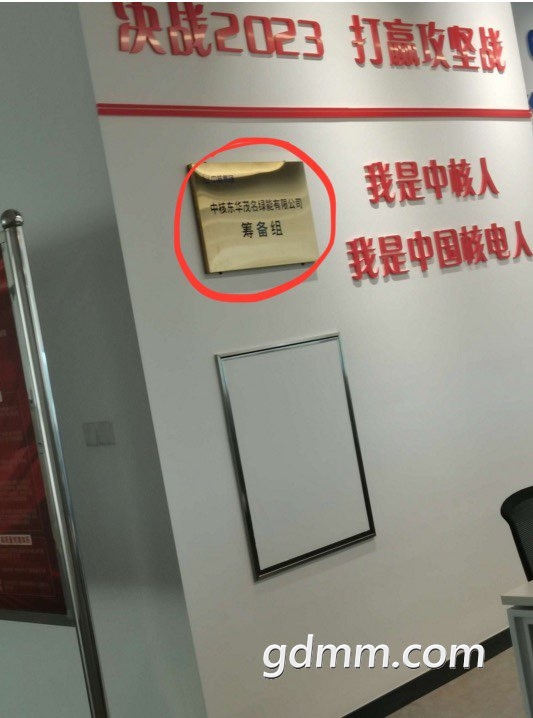 决战2023 打赢攻坚战
我是中核人
我是中国核电人
中核东华茂名绿能有限公司
筹备组
gdmm.com